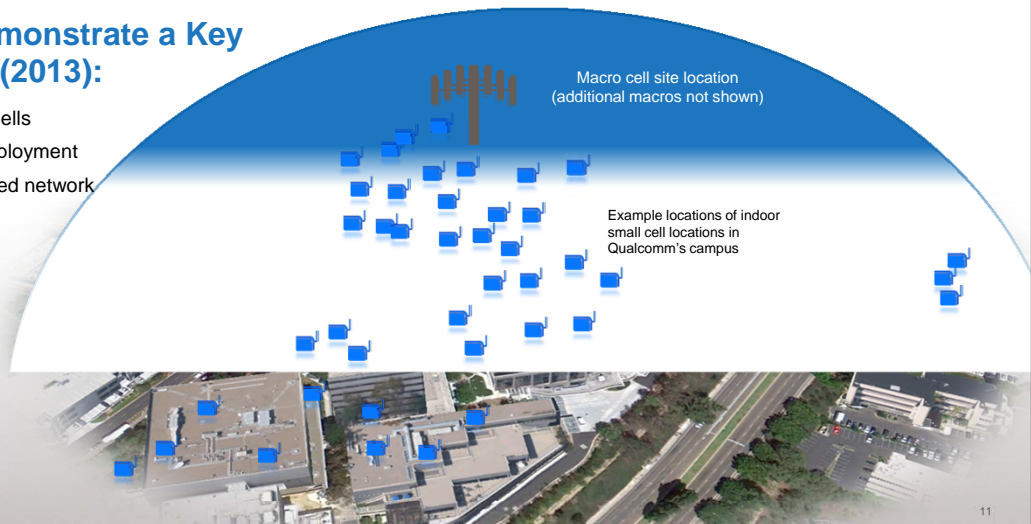 monstrate a Key
(2013):
ells
ployment
ed network
Macro cell site location
(additional macros not shown)
Example locations of indoor
small cell locations in
Qualcomm's campus
11